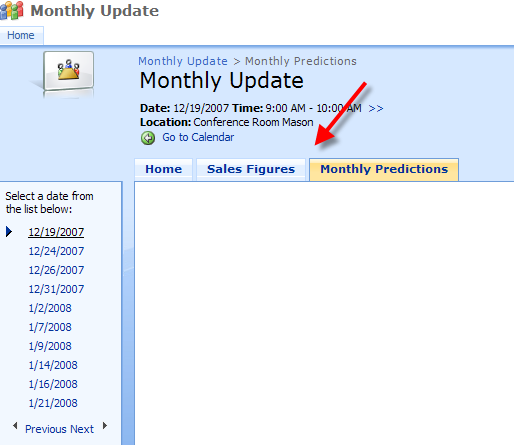 Monthly Update
Home
Monthly Update > Monthly Predictions
Monthly Update
Date: 12/19/2007 Time: 9:00 AM - 10:00 AM >>
Location: Conference Room Mason
Go to Calendar
Home Sales Figures Monthly Predictions
Select a date from
the list below:
12/19/2007
12/24/2007
12/26/2007
12/31/2007
1/2/2008
1/7/2008
1/9/2008
1/14/2008
1/16/2008
1/21/2008
Previous Next